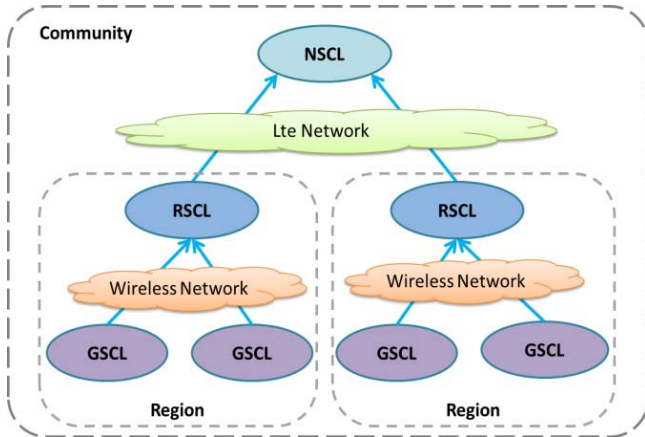 Community
NSCL
Lte Network
RSCL
RSCL
Wireless Network
Wireless Network
GSCL
GSCL
GSCL
GSCL
Region
Region